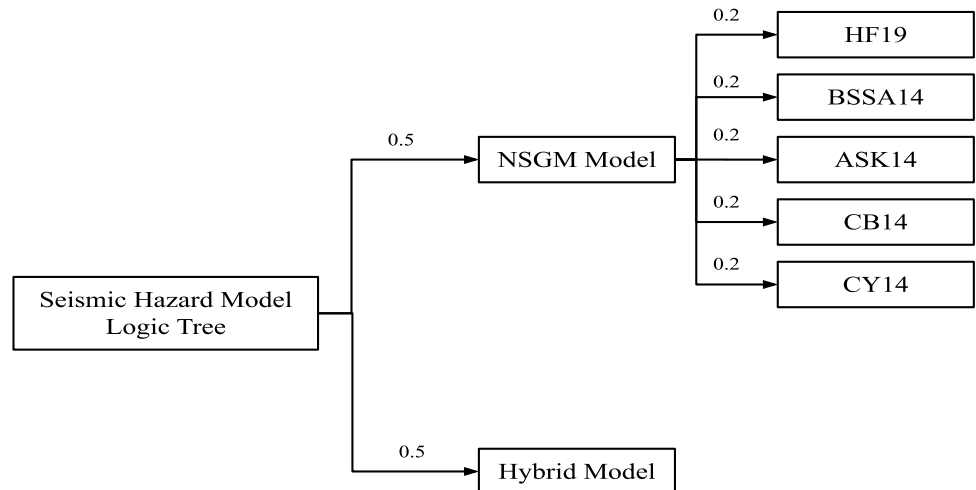 0.2
HF19
0.2
BSSA14
0.5
0.2
NSGM Model
ASK14
0.2
CB14
0.2
CY14
Seismic Hazard Model
Logic Tree
0.5
Hybrid Model